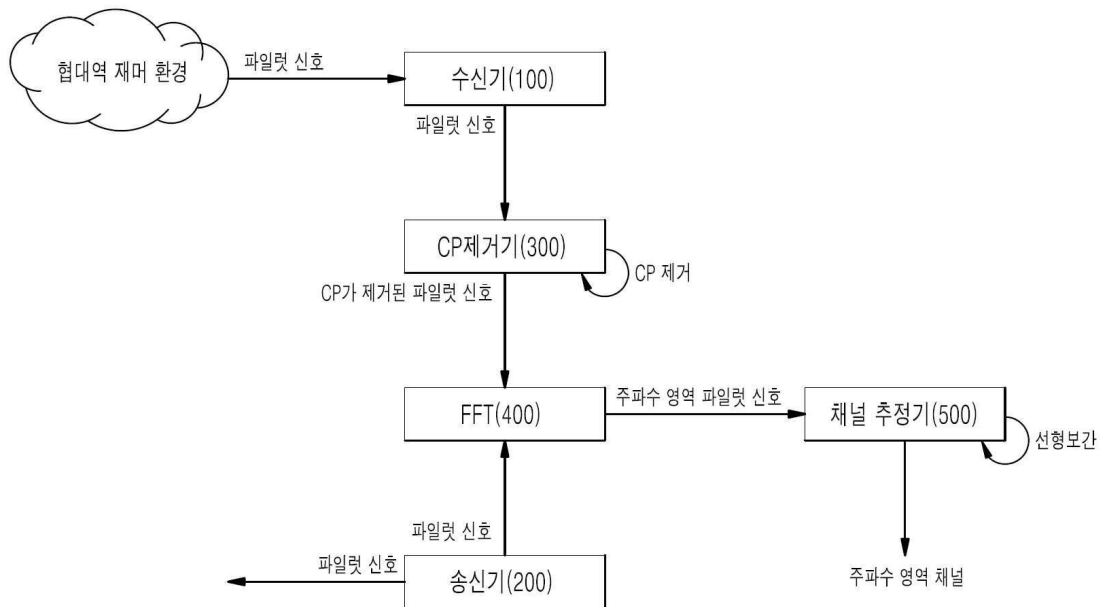 협대역 재머 환경
파일럿 신호
수신기(100)
파일럿 신호
CP제거기(300)
CP 제거
CP가 제거된 파일럿 신호
FFT(400)
주파수 영역 파일럿 신호
채널 추정기(500)
선형보간
파일럿 신호
파일럿 신호
송신기(200)
주파수 영역 채널